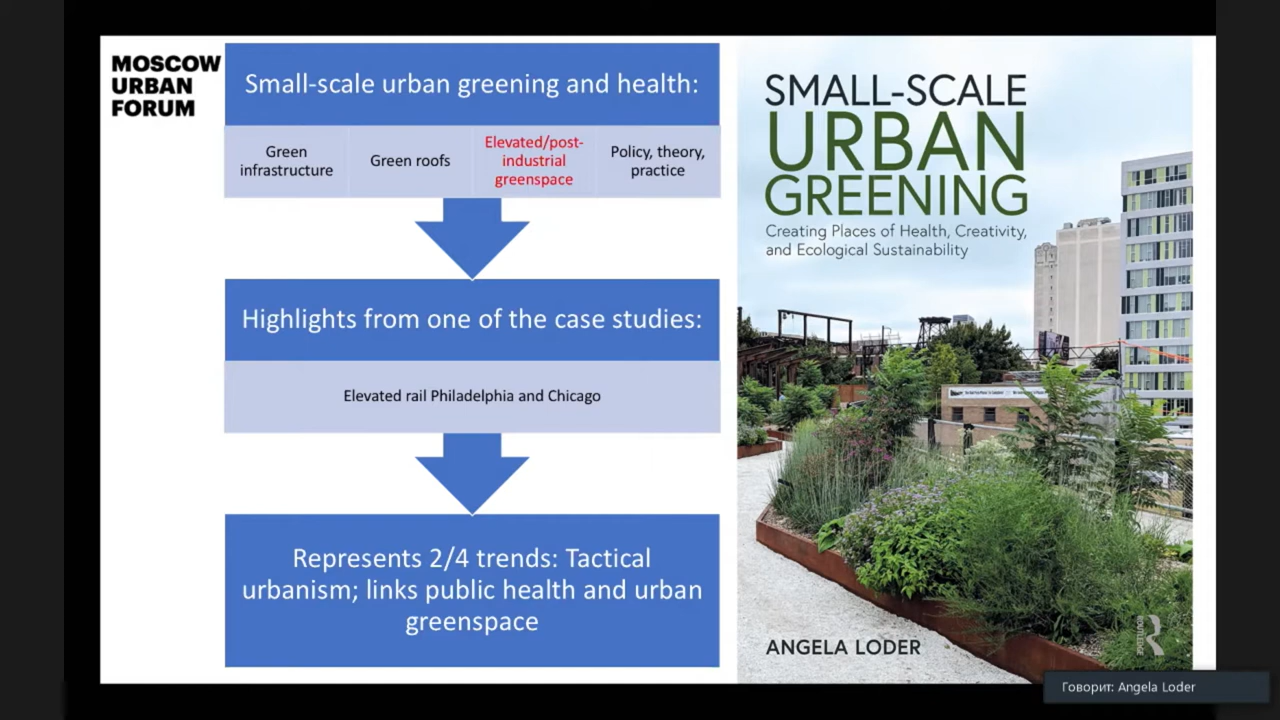 MOSCOW
URBAN
FORUM
Small-scale urban greening and health:
Green
infrastructure
Green roofs
Elevated/post-
industrial
greenspace
Policy, theory,
practice
Highlights from one of the case studies:
Elevated rail Philadelphia and Chicago
Represents 2/4 trends: Tactical
urbanism; links public health and urban
greenspace
SMALL-SCALE
URBAN
GREENING
Creating Places of Health, Creativity,
and Ecological Sustainability
ANGELA LODER
ROUTLEDGE
Говорит: Angela Loder